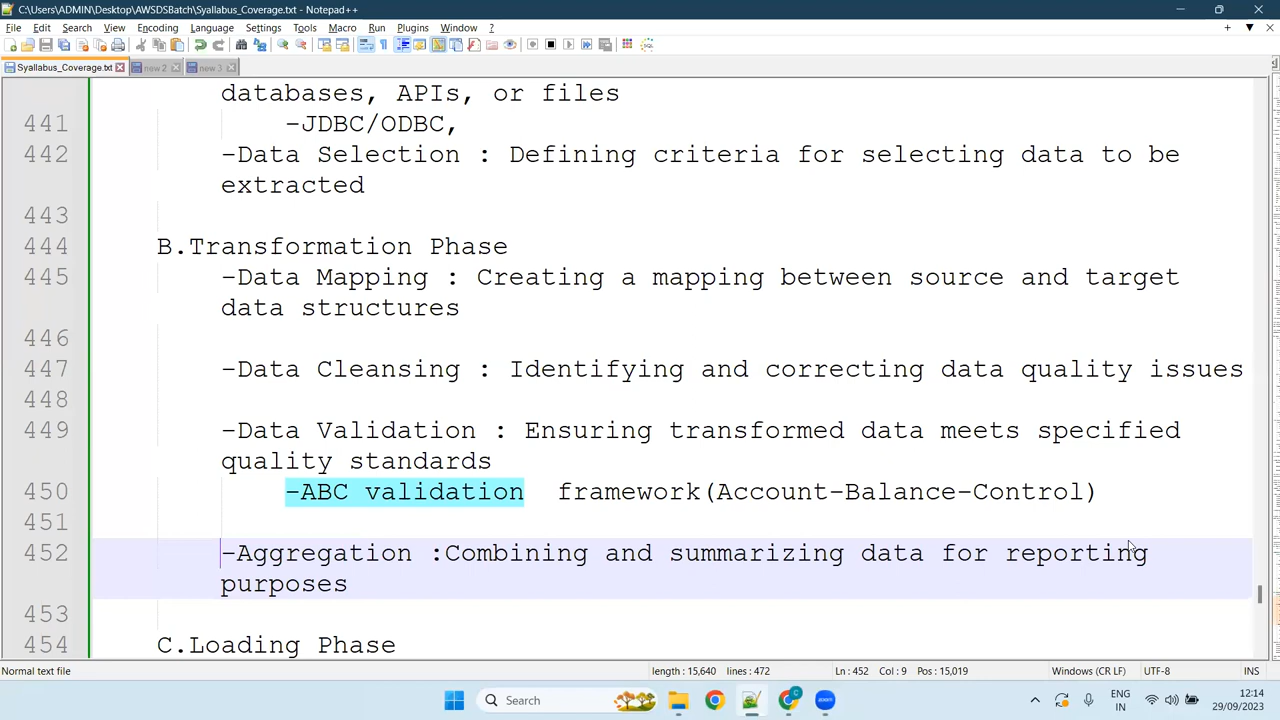 C:\Users\ADMIN\Desktop\AWSDSBatch\Syllabus_Coverage.txt - Notepad++
File Edit Search View Encoding Language Settings Tools Macro Run Plugins Window ?
Syallabus_Coverage.txt new 2 new 3
databases, APIs, or files
441 -JDBC/ODBC,
442 -Data Selection : Defining criteria for selecting data to be
extracted
443
444 B.Transformation Phase
445 -Data Mapping : Creating a mapping between source and target
data structures
446
447 -Data Cleansing : Identifying and correcting data quality issues
448
449 -Data Validation : Ensuring transformed data meets specified
quality standards
450 -ABC validation framework(Account-Balance-Control)
451
452 -Aggregation :Combining and summarizing data for reporting
purposes
453
454 C.Loading Phase
Normal text file length : 15,640 lines : 472 Ln : 452 Col : 9 Pos : 15,019 Windows (CR LF) UTF-8 INS
Search ENG IN 12:14 29/09/2023